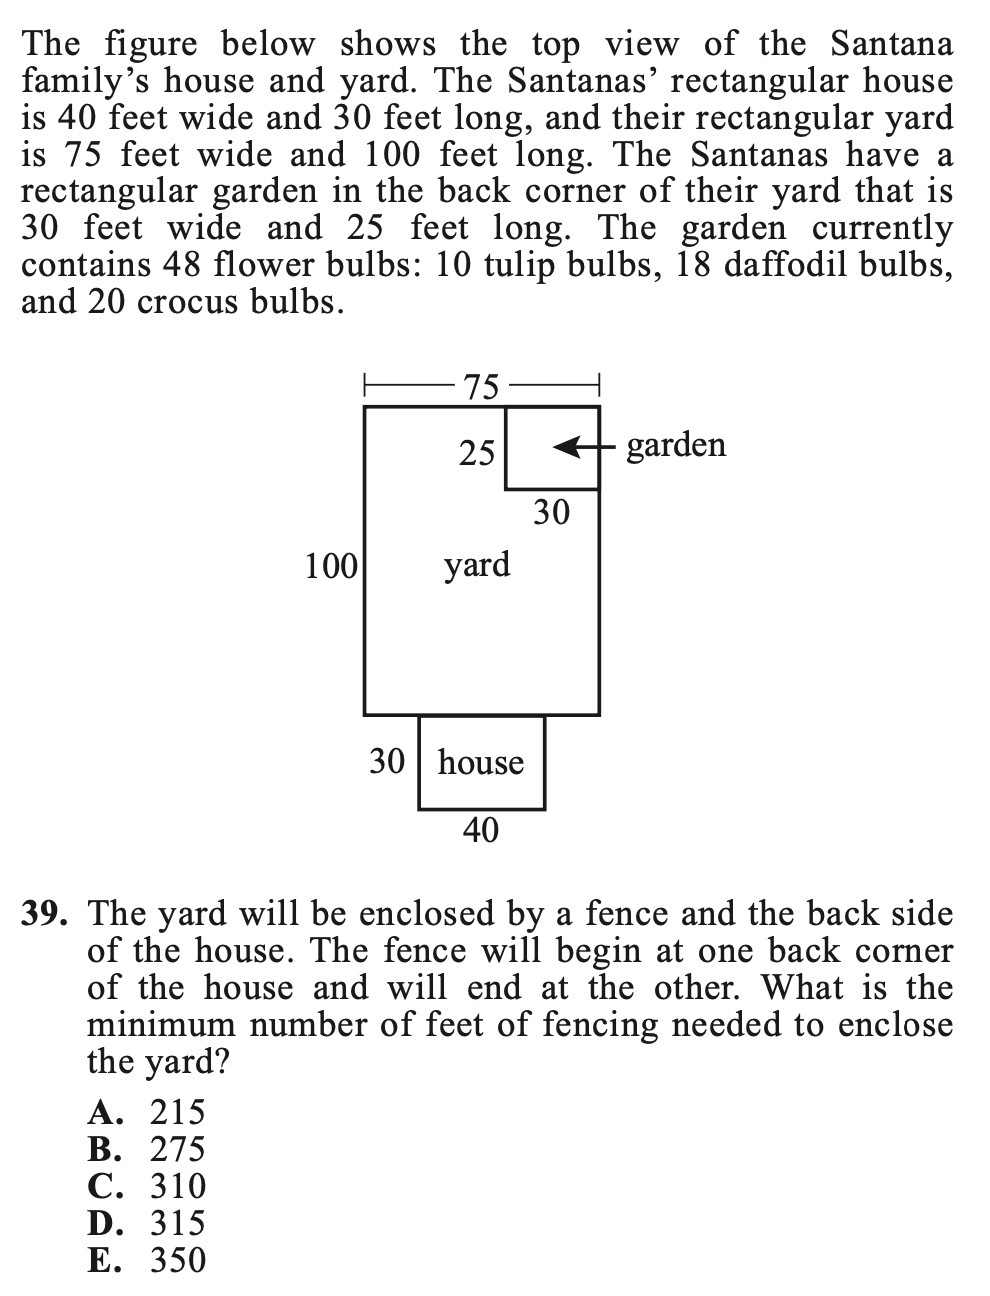 The figure below shows the top view of the Santana
family’s house and yard. The Santanas’ rectangular house
is 40 feet wide and 30 feet long, and their rectangular yard
is 75 feet wide and 100 feet long. The Santanas have a
rectangular garden in the back corner of their yard that is
30 feet wide and 25 feet long. The garden currently
contains 48 flower bulbs: 10 tulip bulbs, 18 daffodil bulbs,
and 20 crocus bulbs.
75
25
garden
30
100
yard
30
house
40
39. The yard will be enclosed by a fence and the back side
of the house. The fence will begin at one back corner
of the house and will end at the other. What is the
minimum number of feet of fencing needed to enclose
the yard?
A. 215
B. 275
C. 310
D. 315
E. 350